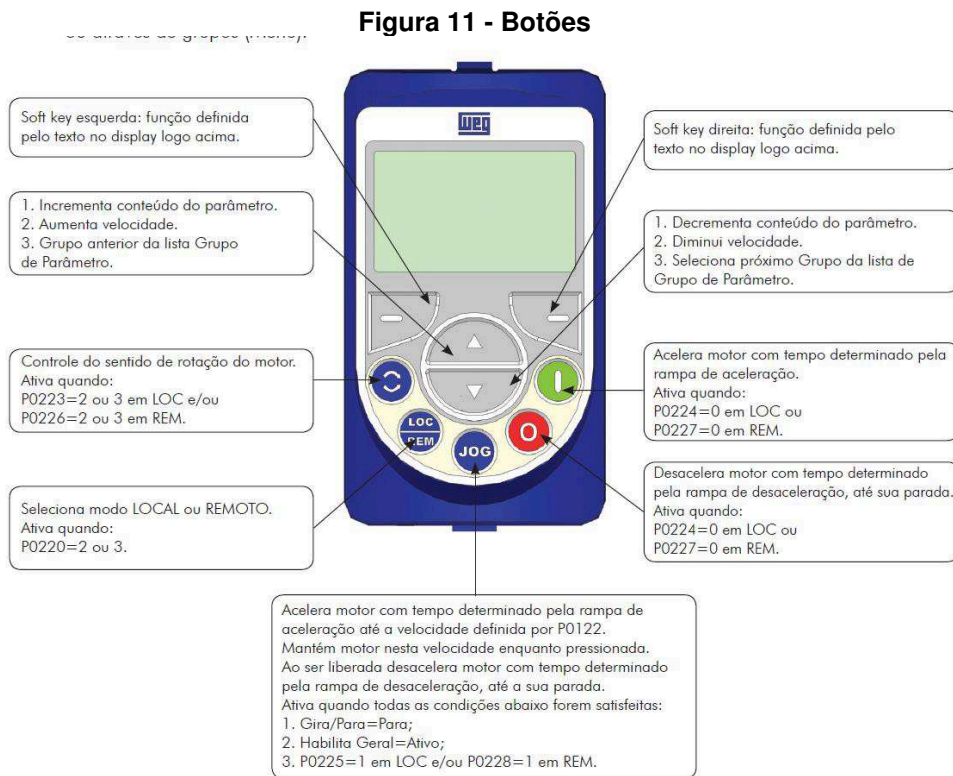 Figura 11 - Botões
weg
Soft key esquerda: função definida
pelo texto no display logo acima.
Soft key direita: função definida pelo
texto no display logo acima.
1. Incrementa conteúdo do parâmetro.
2. Aumenta velocidade.
3. Grupo anterior da lista Grupo
de Parâmetro.
1. Decrementa conteúdo do parâmetro.
2. Diminui velocidade.
3. Seleciona próximo Grupo da lista de
Grupo de Parâmetro.
Controle do sentido de rotação do motor.
Ativa quando:
P0223=2 ou 3 em LOC e/ou
P0226=2 ou 3 em REM.
Acelera motor com tempo determinado pela
rampa de aceleração.
Ativa quando:
P0224=0 em LOC ou
P0227=0 em REM.
LOC
REM
JOG
Seleciona modo LOCAL ou REMOTO.
Ativa quando:
P0220=2 ou 3.
Desacelera motor com tempo determinado
pela rampa de desaceleração, até sua parada.
Ativa quando:
P0224=0 em LOC ou
P0227=0 em REM.
Acelera motor com tempo determinado pela rampa de
aceleração até a velocidade definida por P0122.
Mantém motor nesta velocidade enquanto pressionada.
Ao ser liberada desacelera motor com tempo determinado
pela rampa de desaceleração, até a sua parada.
Ativa quando todas as condições abaixo forem satisfeitas:
1. Gira/Para=Para;
2. Habilita Geral=Ativo;
3. P0225=1 em LOC e/ou P0228=1 em REM.